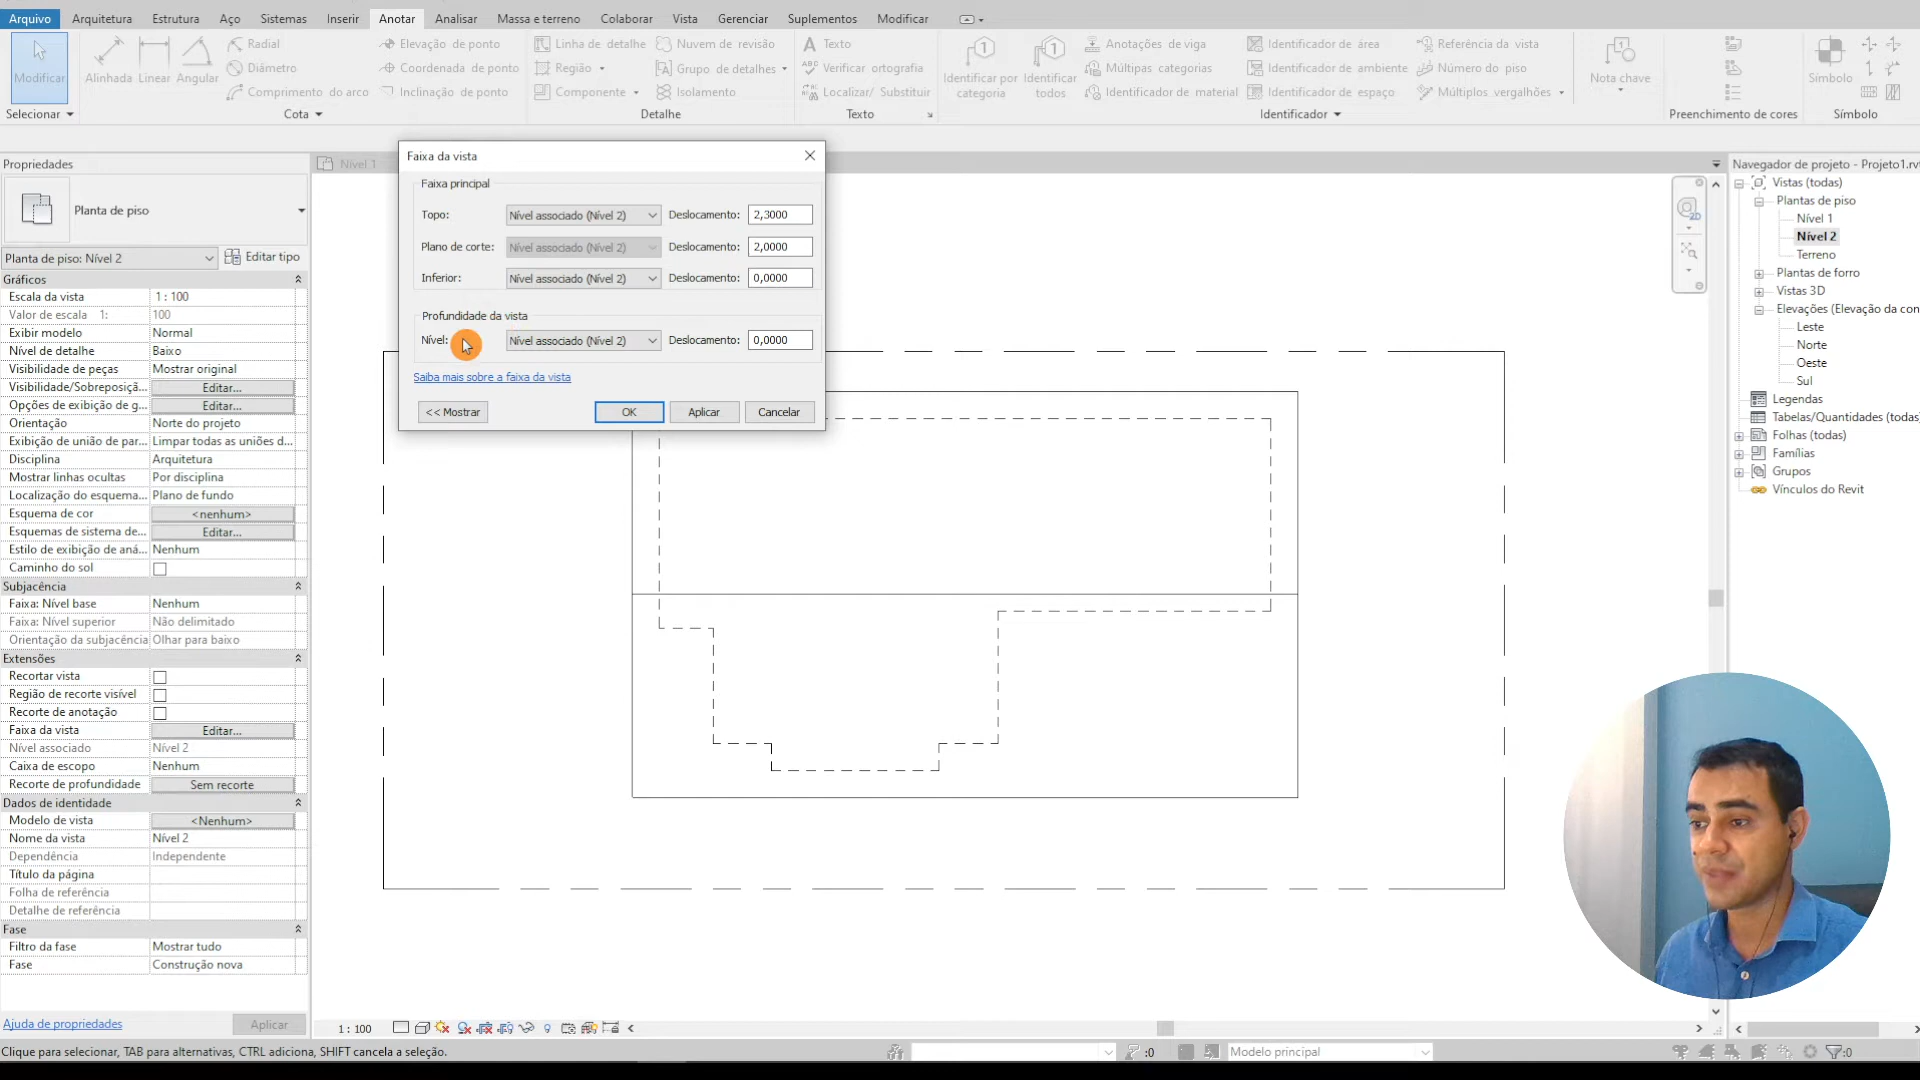 Arquivo Arquitetura Estrutura Aço Sistemas Inserir Anotar Analisar Massa e terreno Colaborar Vista Gerenciar Suplementos Modificar
Modificar
Selecionar
Alinhada Linear Angular
Radial
Diâmetro
Comprimento do arco
Elevação de ponto
Coordenada de ponto
Inclinação de ponto
Cota
Linha de detalhe
Região
Componente
Nuvem de revisão
Grupo de detalhes
Isolamento
Detalhe
Texto
Verificar ortografia
Localizar/ Substituir
Texto
Identificar por categoria
Identificar todos
Anotações de viga
Múltiplas categorias
Identificador de material
Identificador de área
Identificador de ambiente
Identificador de espaço
Referência da vista
Número do piso
Múltiplos vergalhões
Identificador
Nota chave
Preenchimento de cores
Símbolo
Símbolo
Propriedades
Planta de piso
Planta de piso: Nível 2 Editar tipo
Gráficos
Escala da vista 1 : 100
Valor de escala 1: 100
Exibir modelo Normal
Nível de detalhe Baixo
Visibilidade de peças Mostrar original
Visibilidade/Sobreposiçã... Editar...
Opções de exibição de g... Editar...
Orientação Norte do projeto
Exibição de união de par... Limpar todas as uniões d...
Disciplina Arquitetura
Mostrar linhas ocultas Por disciplina
Localização do esquema... Plano de fundo
Esquema de cor <nenhum>
Esquemas de sistema de... Editar...
Estilo de exibição de aná... Nenhum
Caminho do sol
Subjacência
Faixa: Nível base Nenhum
Faixa: Nível superior Não delimitado
Orientação da subjacência Olhar para baixo
Extensões
Recortar vista
Região de recorte visível
Recorte de anotação
Faixa da vista Editar...
Nível associado Nível 2
Caixa de escopo Nenhum
Recorte de profundidade Sem recorte
Dados de identidade
Modelo de vista <Nenhum>
Nome da vista Nível 2
Dependência Independente
Título da página
Folha de referência
Detalhe de referência
Fase
Filtro da fase Mostrar tudo
Fase Construção nova
Ajuda de propriedades Aplicar
Nível 1
Faixa da vista
Faixa principal
Topo: Nível associado (Nível 2) Deslocamento: 2,3000
Plano de corte: Nível associado (Nível 2) Deslocamento: 2,0000
Inferior: Nível associado (Nível 2) Deslocamento: 0,0000
Profundidade da vista
Nível: Nível associado (Nível 2) Deslocamento: 0,0000
Saiba mais sobre a faixa da vista
<< Mostrar OK Aplicar Cancelar
2D
Navegador de projeto - Projeto1.rv
Vistas (todas)
Plantas de piso
Nível 1
Nível 2
Terreno
Plantas de forro
Vistas 3D
Elevações (Elevação da con
Leste
Norte
Oeste
Sul
Legendas
Tabelas/Quantidades (todas
Folhas (todas)
Famílias
Grupos
Vínculos do Revit
1 : 100
Clique para selecionar, TAB para alternativas, CTRL adiciona, SHIFT cancela a seleção.
:0
Modelo principal
:0